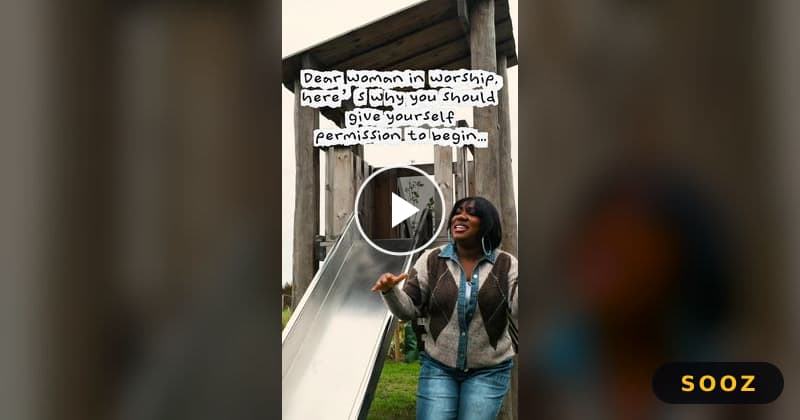 Dear woman in worship,
here's why you should
give yourself
permission to begin...
SOOZ